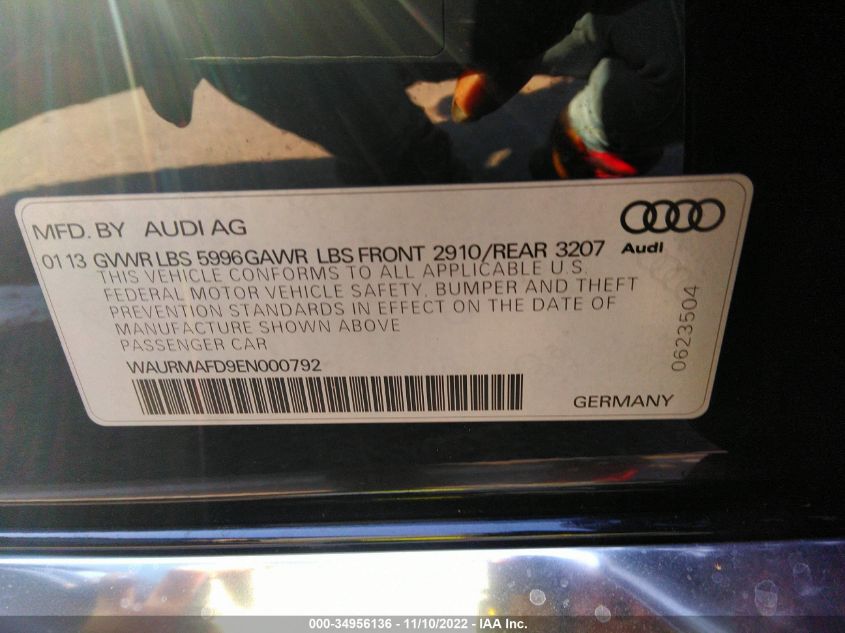 MFD. BY AUDI AG
Audi
01 13 GVWR LBS 5996 GAWR LBS FRONT 2910/REAR 3207
THIS VEHICLE CONFORMS TO ALL APPLICABLE U.S.
FEDERAL MOTOR VEHICLE SAFETY, BUMPER AND THEFT
PREVENTION STANDARDS IN EFFECT ON THE DATE OF
MANUFACTURE SHOWN ABOVE
PASSENGER CAR
WAURMAFD9EN000792
GERMANY
0623504
000-34956136 - 11/10/2022 - IAA Inc.